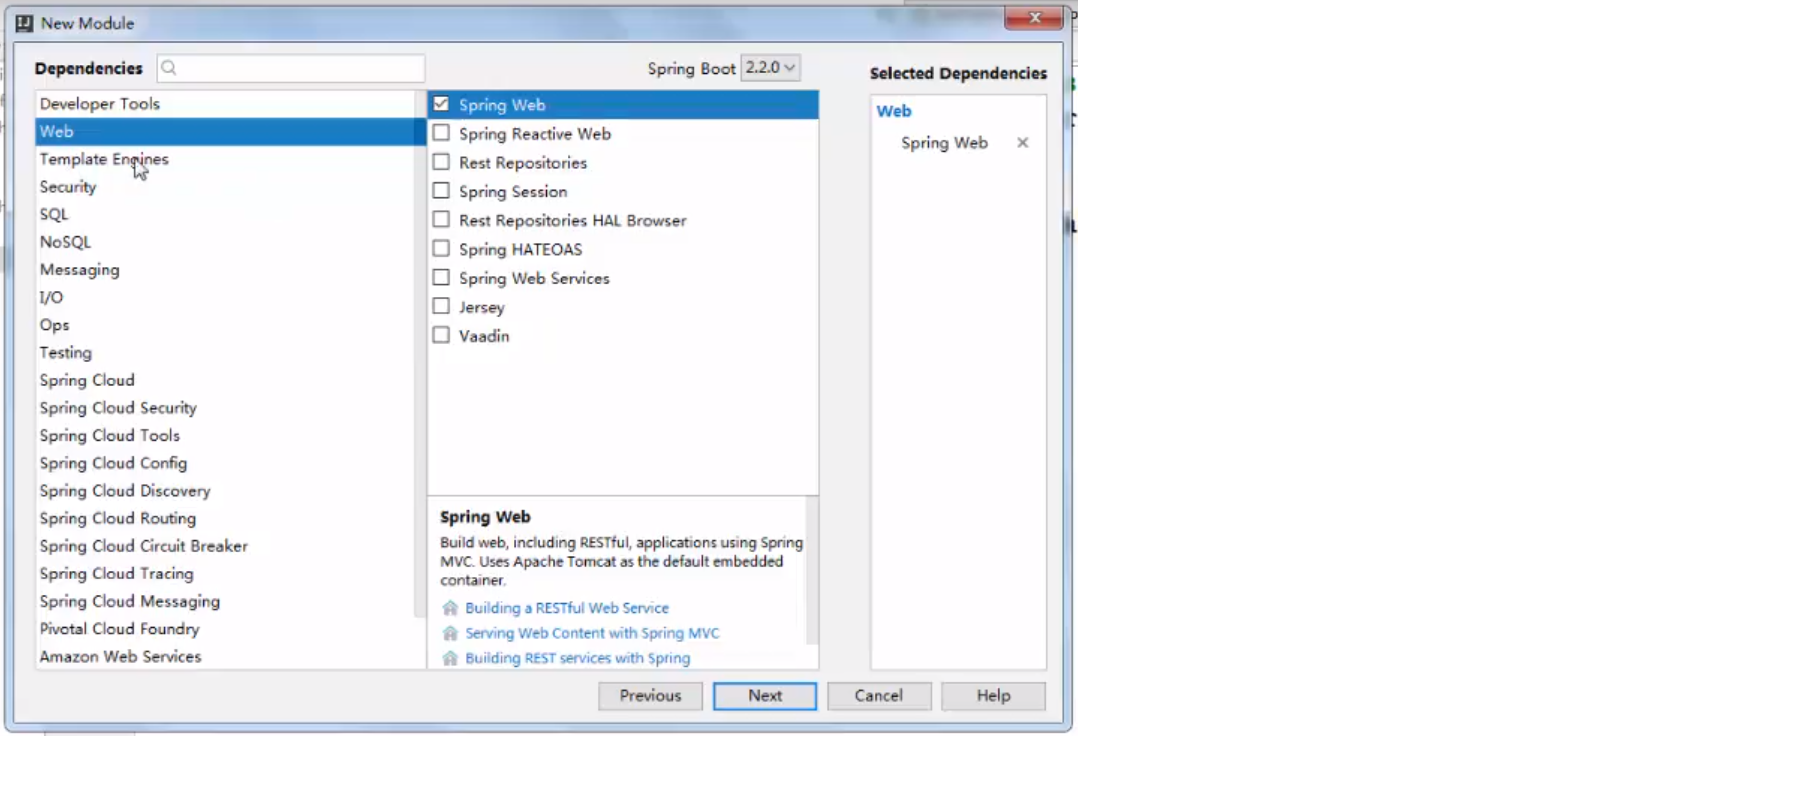 New Module
Dependencies
Spring Boot 2.2.0
Selected Dependencies
Developer Tools
Web
Template Engines
Security
SQL
NoSQL
Messaging
I/O
Ops
Testing
Spring Cloud
Spring Cloud Security
Spring Cloud Tools
Spring Cloud Config
Spring Cloud Discovery
Spring Cloud Routing
Spring Cloud Circuit Breaker
Spring Cloud Tracing
Spring Cloud Messaging
Pivotal Cloud Foundry
Amazon Web Services
Spring Web
Spring Reactive Web
Rest Repositories
Spring Session
Rest Repositories HAL Browser
Spring HATEOAS
Spring Web Services
Jersey
Vaadin
Spring Web
Build web, including RESTful, applications using Spring
MVC. Uses Apache Tomcat as the default embedded
container.
Building a RESTful Web Service
Serving Web Content with Spring MVC
Building REST services with Spring
Web
Spring Web
Previous
Next
Cancel
Help